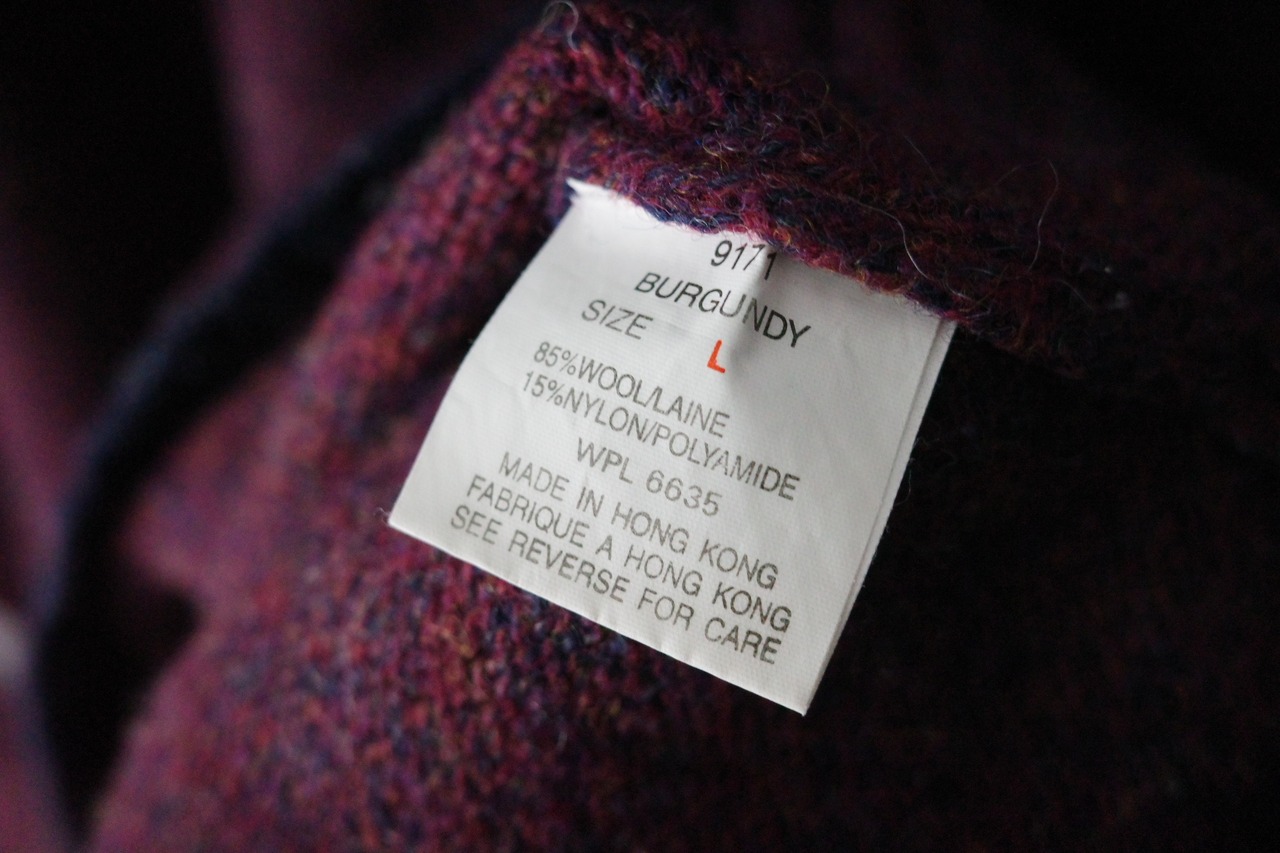 9171
BURGUNDY
SIZE L
85%WOOL/LAINE
15%NYLON/POLYAMIDE
WPL 6635
MADE IN HONG KONG
FABRIQUE A HONG KONG
SEE REVERSE FOR CARE